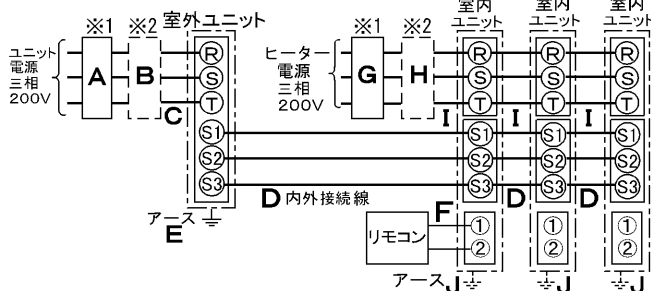 ※1 ※2 室外ユニット
※1 ※2 室内ユニット 室内ユニット 室内ユニット
ユニット
電源
三相
200V
A
B
C
R
S
T
S1
S2
S3
アース
E
D 内外接続線
ヒーター
電源
三相
200V
G
H
R S T
I
R S T
I
R S T
I
S1 S2 S3
D
S1 S2 S3
D
S1 S2 S3
リモコン
F
① ②
① ②
① ②
アース J
J
J